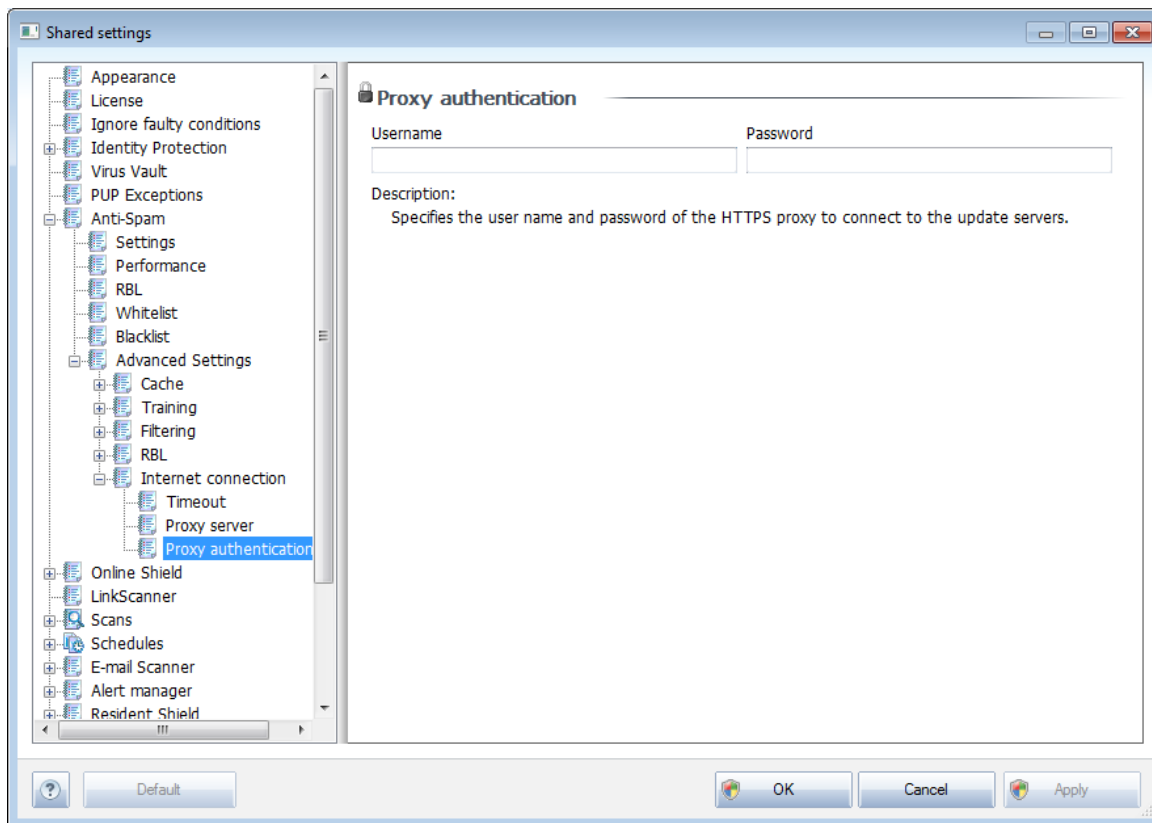 Shared settings
Appearance
License
Ignore faulty conditions
Identity Protection
Virus Vault
PUP Exceptions
Anti-Spam
Settings
Performance
RBL
Whitelist
Blacklist
Advanced Settings
Cache
Training
Filtering
RBL
Internet connection
Timeout
Proxy server
Proxy authentication
Online Shield
LinkScanner
Scans
Schedules
E-mail Scanner
Alert manager
Resident Shield
Proxy authentication
Username Password
Description:
Specifies the user name and password of the HTTPS proxy to connect to the update servers.
? Default OK Cancel Apply